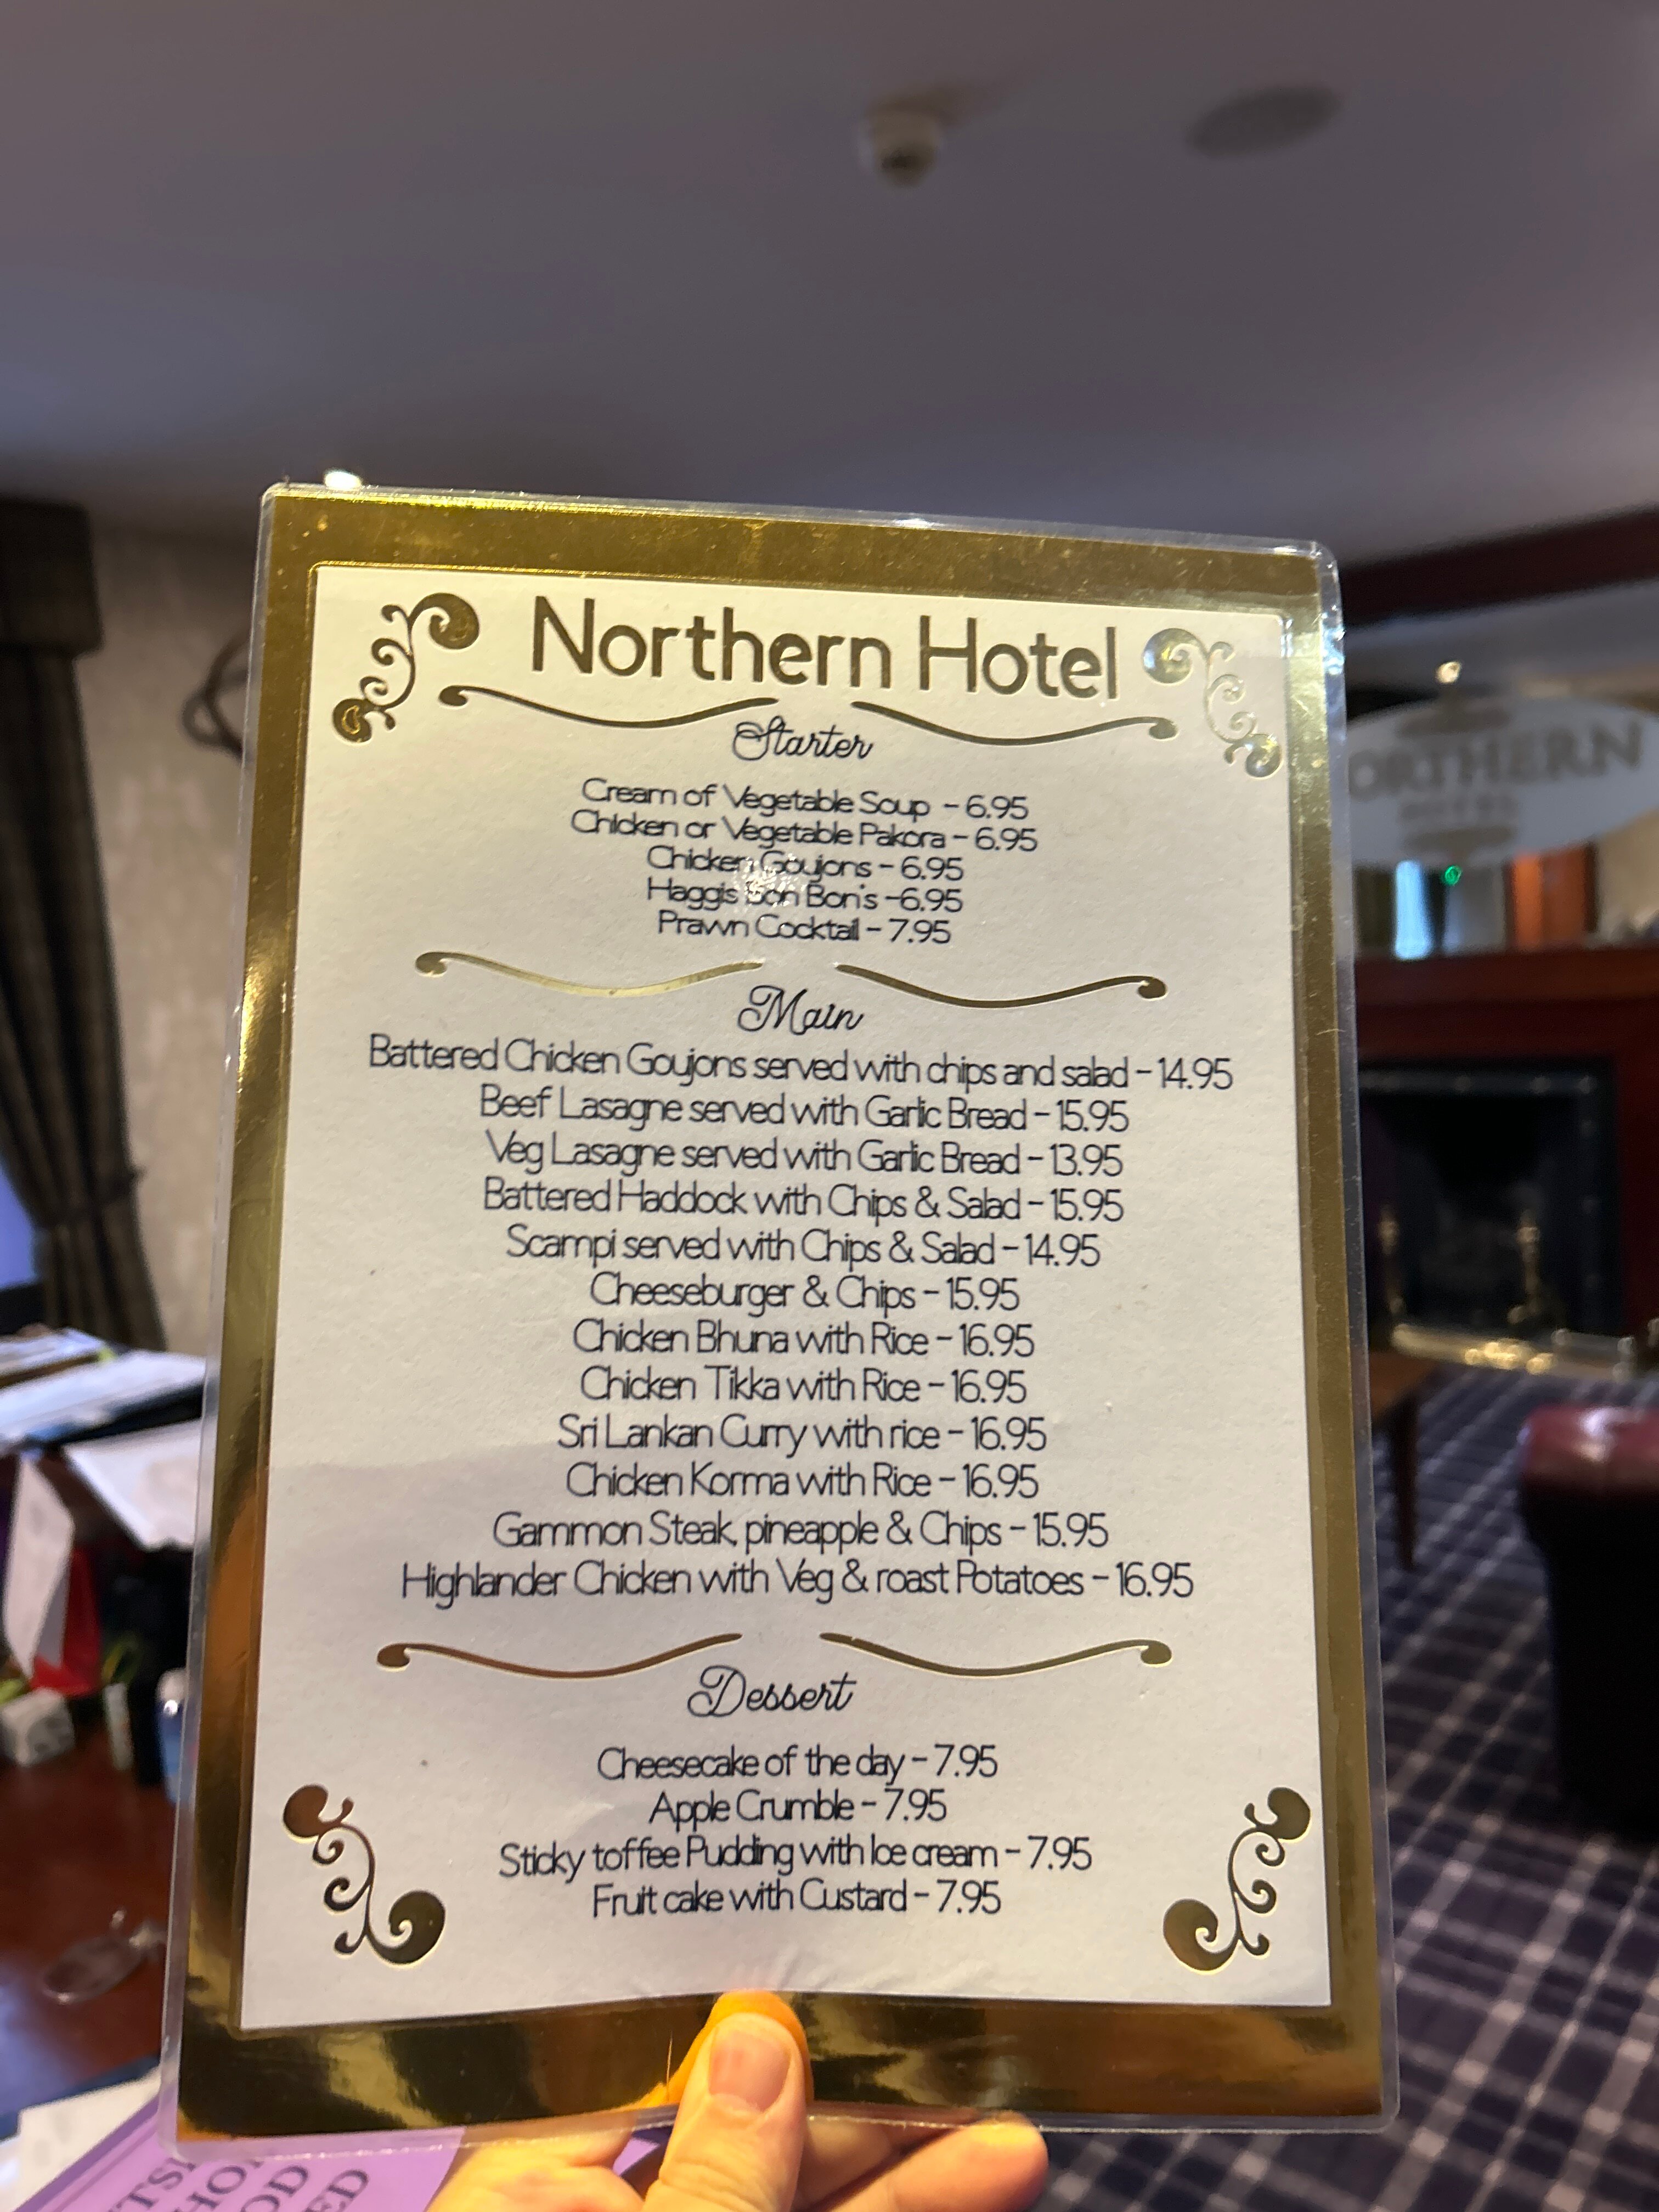 Northern Hotel
Starter
Cream of Vegetable Soup - 6.95
Chicken or Vegetable Pakora - 6.95
Chicken Goujons - 6.95
Haggis Bon Bon's -6.95
Prawn Cocktail - 7.95
Main
Battered Chicken Goujons served with chips and salad - 14.95
Beef Lasagne served with Garlic Bread - 15.95
Veg Lasagne served with Garlic Bread - 13.95
Battered Haddock with Chips & Salad - 15.95
Scampi served with Chips & Salad - 14.95
Cheeseburger & Chips - 15.95
Chicken Bhuna with Rice - 16.95
Chicken Tikka with Rice - 16.95
Sri Lankan Curry with rice - 16.95
Chicken Korma with Rice - 16.95
Gammon Steak, pineapple & Chips - 15.95
Highlander Chicken with Veg & roast Potatoes - 16.95
Dessert
Cheesecake of the day - 7.95
Apple Crumble - 7.95
Sticky toffee Pudding with Ice cream - 7.95
Fruit cake with Custard - 7.95
ORTHERN
HOTEL